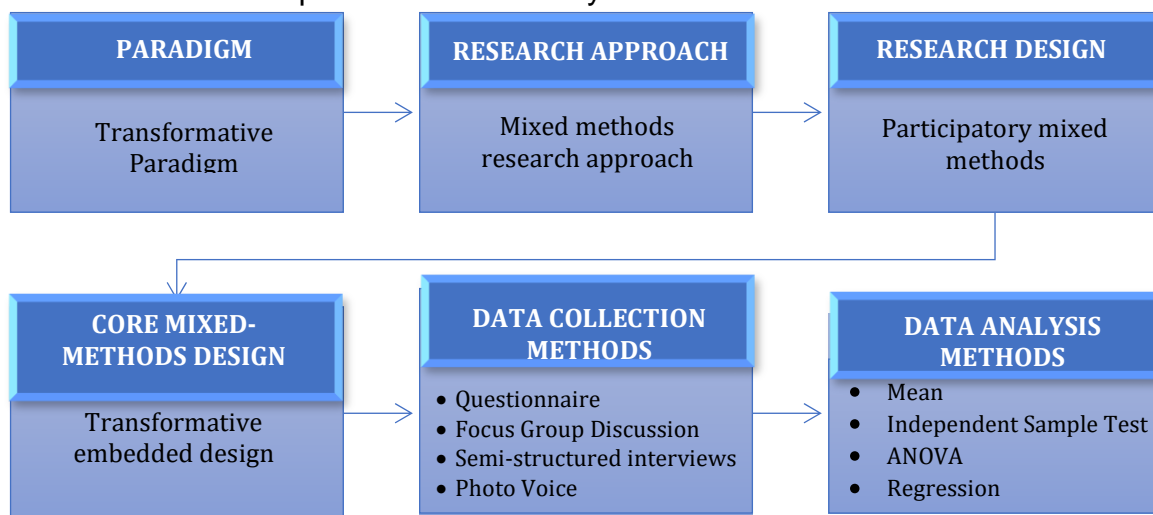 PARADIGM
Transformative
Paradigm
RESEARCH APPROACH
Mixed methods
research approach
RESEARCH DESIGN
Participatory mixed
methods
CORE MIXED-
METHODS DESIGN
Transformative
embedded design
DATA COLLECTION
METHODS
• Questionnaire
• Focus Group Discussion
• Semi-structured interviews
• Photo Voice
DATA ANALYSIS
METHODS
• Mean
• Independent Sample Test
• ANOVA
• Regression